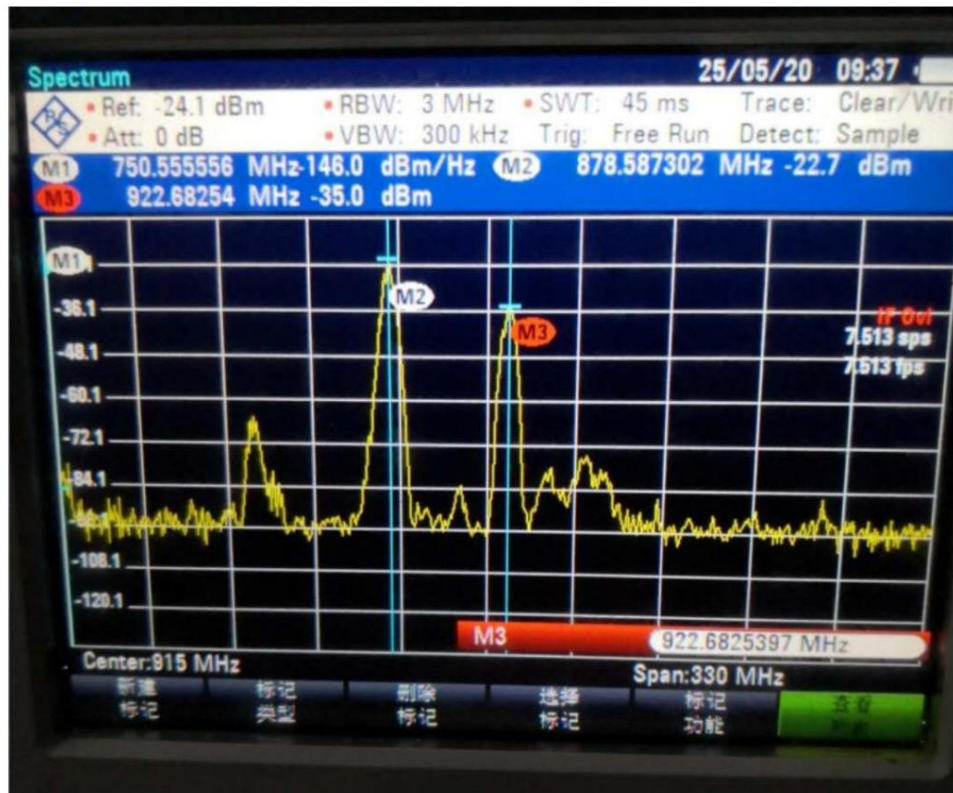 Spectrum 25/05/20 09:37
Ref: -24.1 dBm RBW: 3 MHz SWT: 45 ms Trace: Clear/Wri
Att: 0 dB VBW: 300 kHz Trig: Free Run Detect: Sample
M1 750.555556 MHz-146.0 dBm/Hz M2 878.587302 MHz -22.7 dBm
M3 922.68254 MHz -35.0 dBm
M1
M2
-36.1
IF Ovl
M3
7.513 sps
-48.1
7.513 fps
-60.1
-72.1
-84.1
-108.1
-120.1
M3 922.6825397 MHz
Center:915 MHz Span:330 MHz
新建 标记 删除 选择 标记 查看
标记 类型 标记 标记 功能